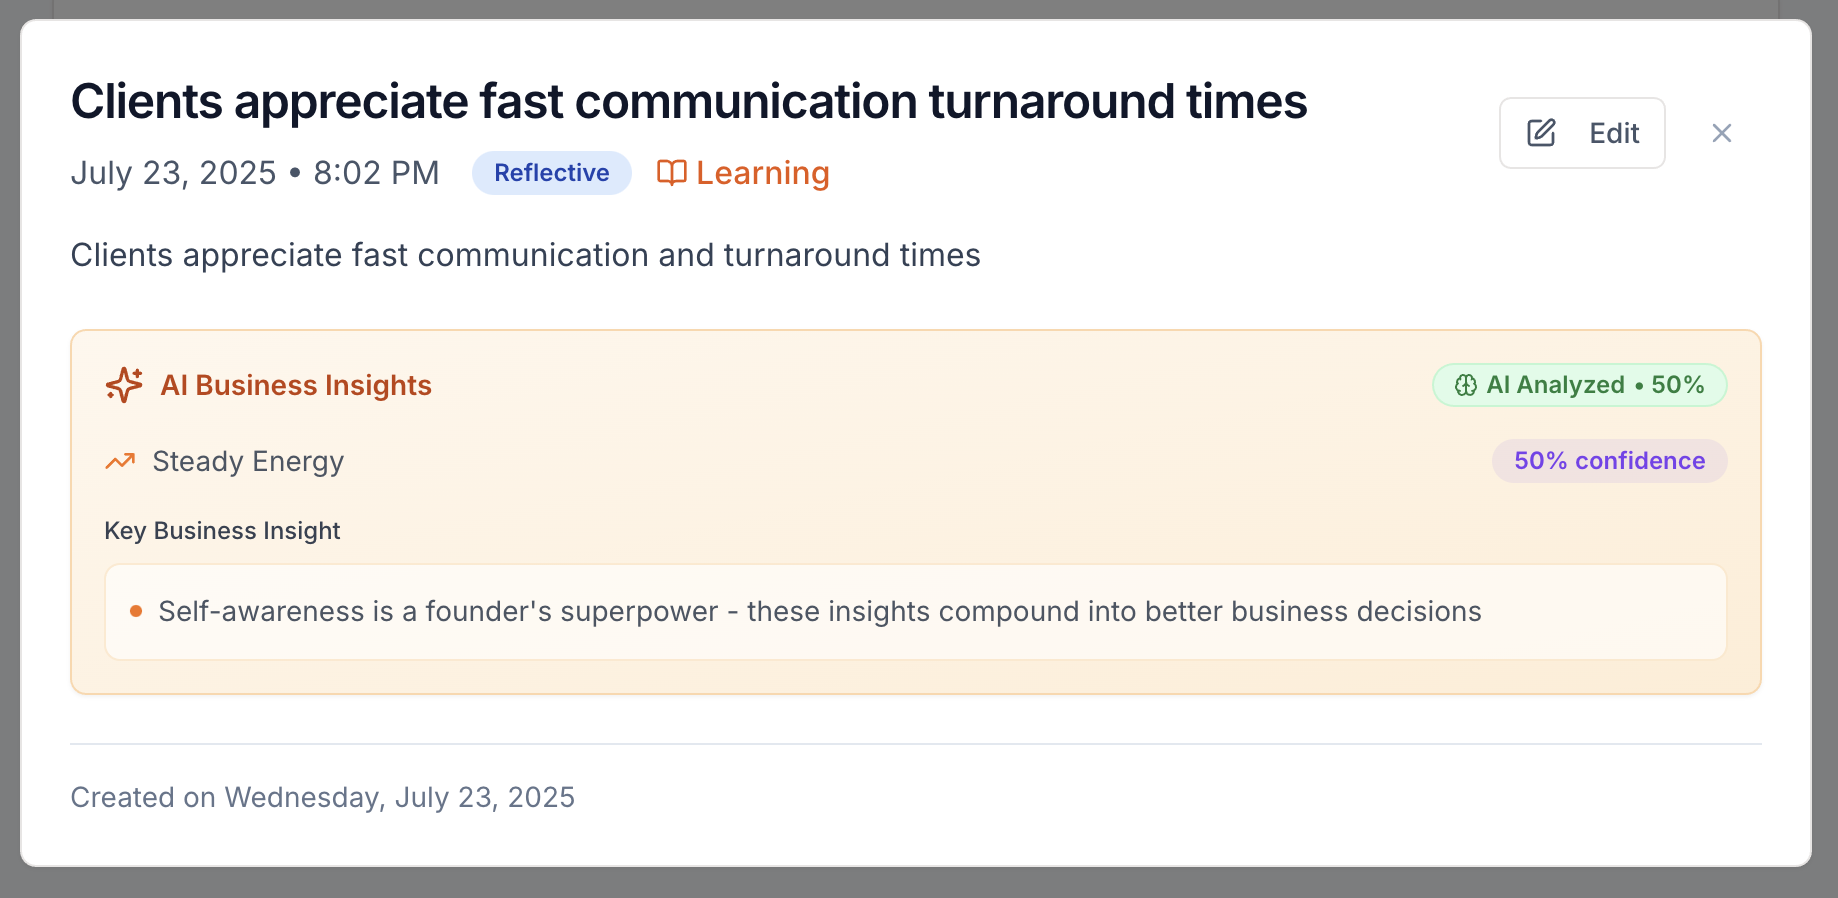 Clients appreciate fast communication turnaround times
Edit
July 23, 2025 • 8:02 PM Reflective Learning
Clients appreciate fast communication and turnaround times
AI Business Insights AI Analyzed • 50%
Steady Energy 50% confidence
Key Business Insight
• Self-awareness is a founder's superpower - these insights compound into better business decisions
Created on Wednesday, July 23, 2025